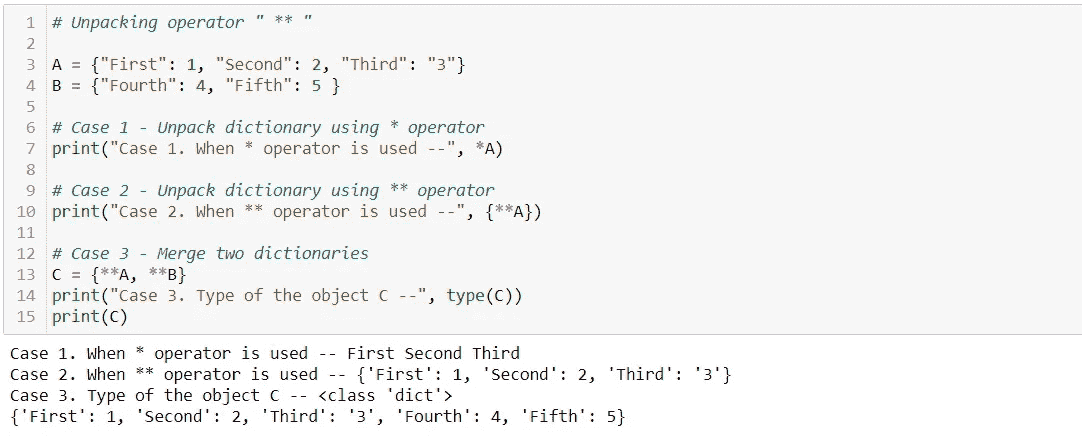 1 # Unpacking operator " ** "
2
3 A = {"First": 1, "Second": 2, "Third": "3"}
4 B = {"Fourth": 4, "Fifth": 5 }
5
6 # Case 1 - Unpack dictionary using * operator
7 print("Case 1. When * operator is used --", *A)
8
9 # Case 2 - Unpack dictionary using ** operator
10 print("Case 2. When ** operator is used --", {**A})
11
12 # Case 3 - Merge two dictionaries
13 C = {**A, **B}
14 print("Case 3. Type of the object C --", type(C))
15 print(C)
Case 1. When * operator is used -- First Second Third
Case 2. When ** operator is used -- {'First': 1, 'Second': 2, 'Third': '3'}
Case 3. Type of the object C -- <class 'dict'>
{'First': 1, 'Second': 2, 'Third': '3', 'Fourth': 4, 'Fifth': 5}